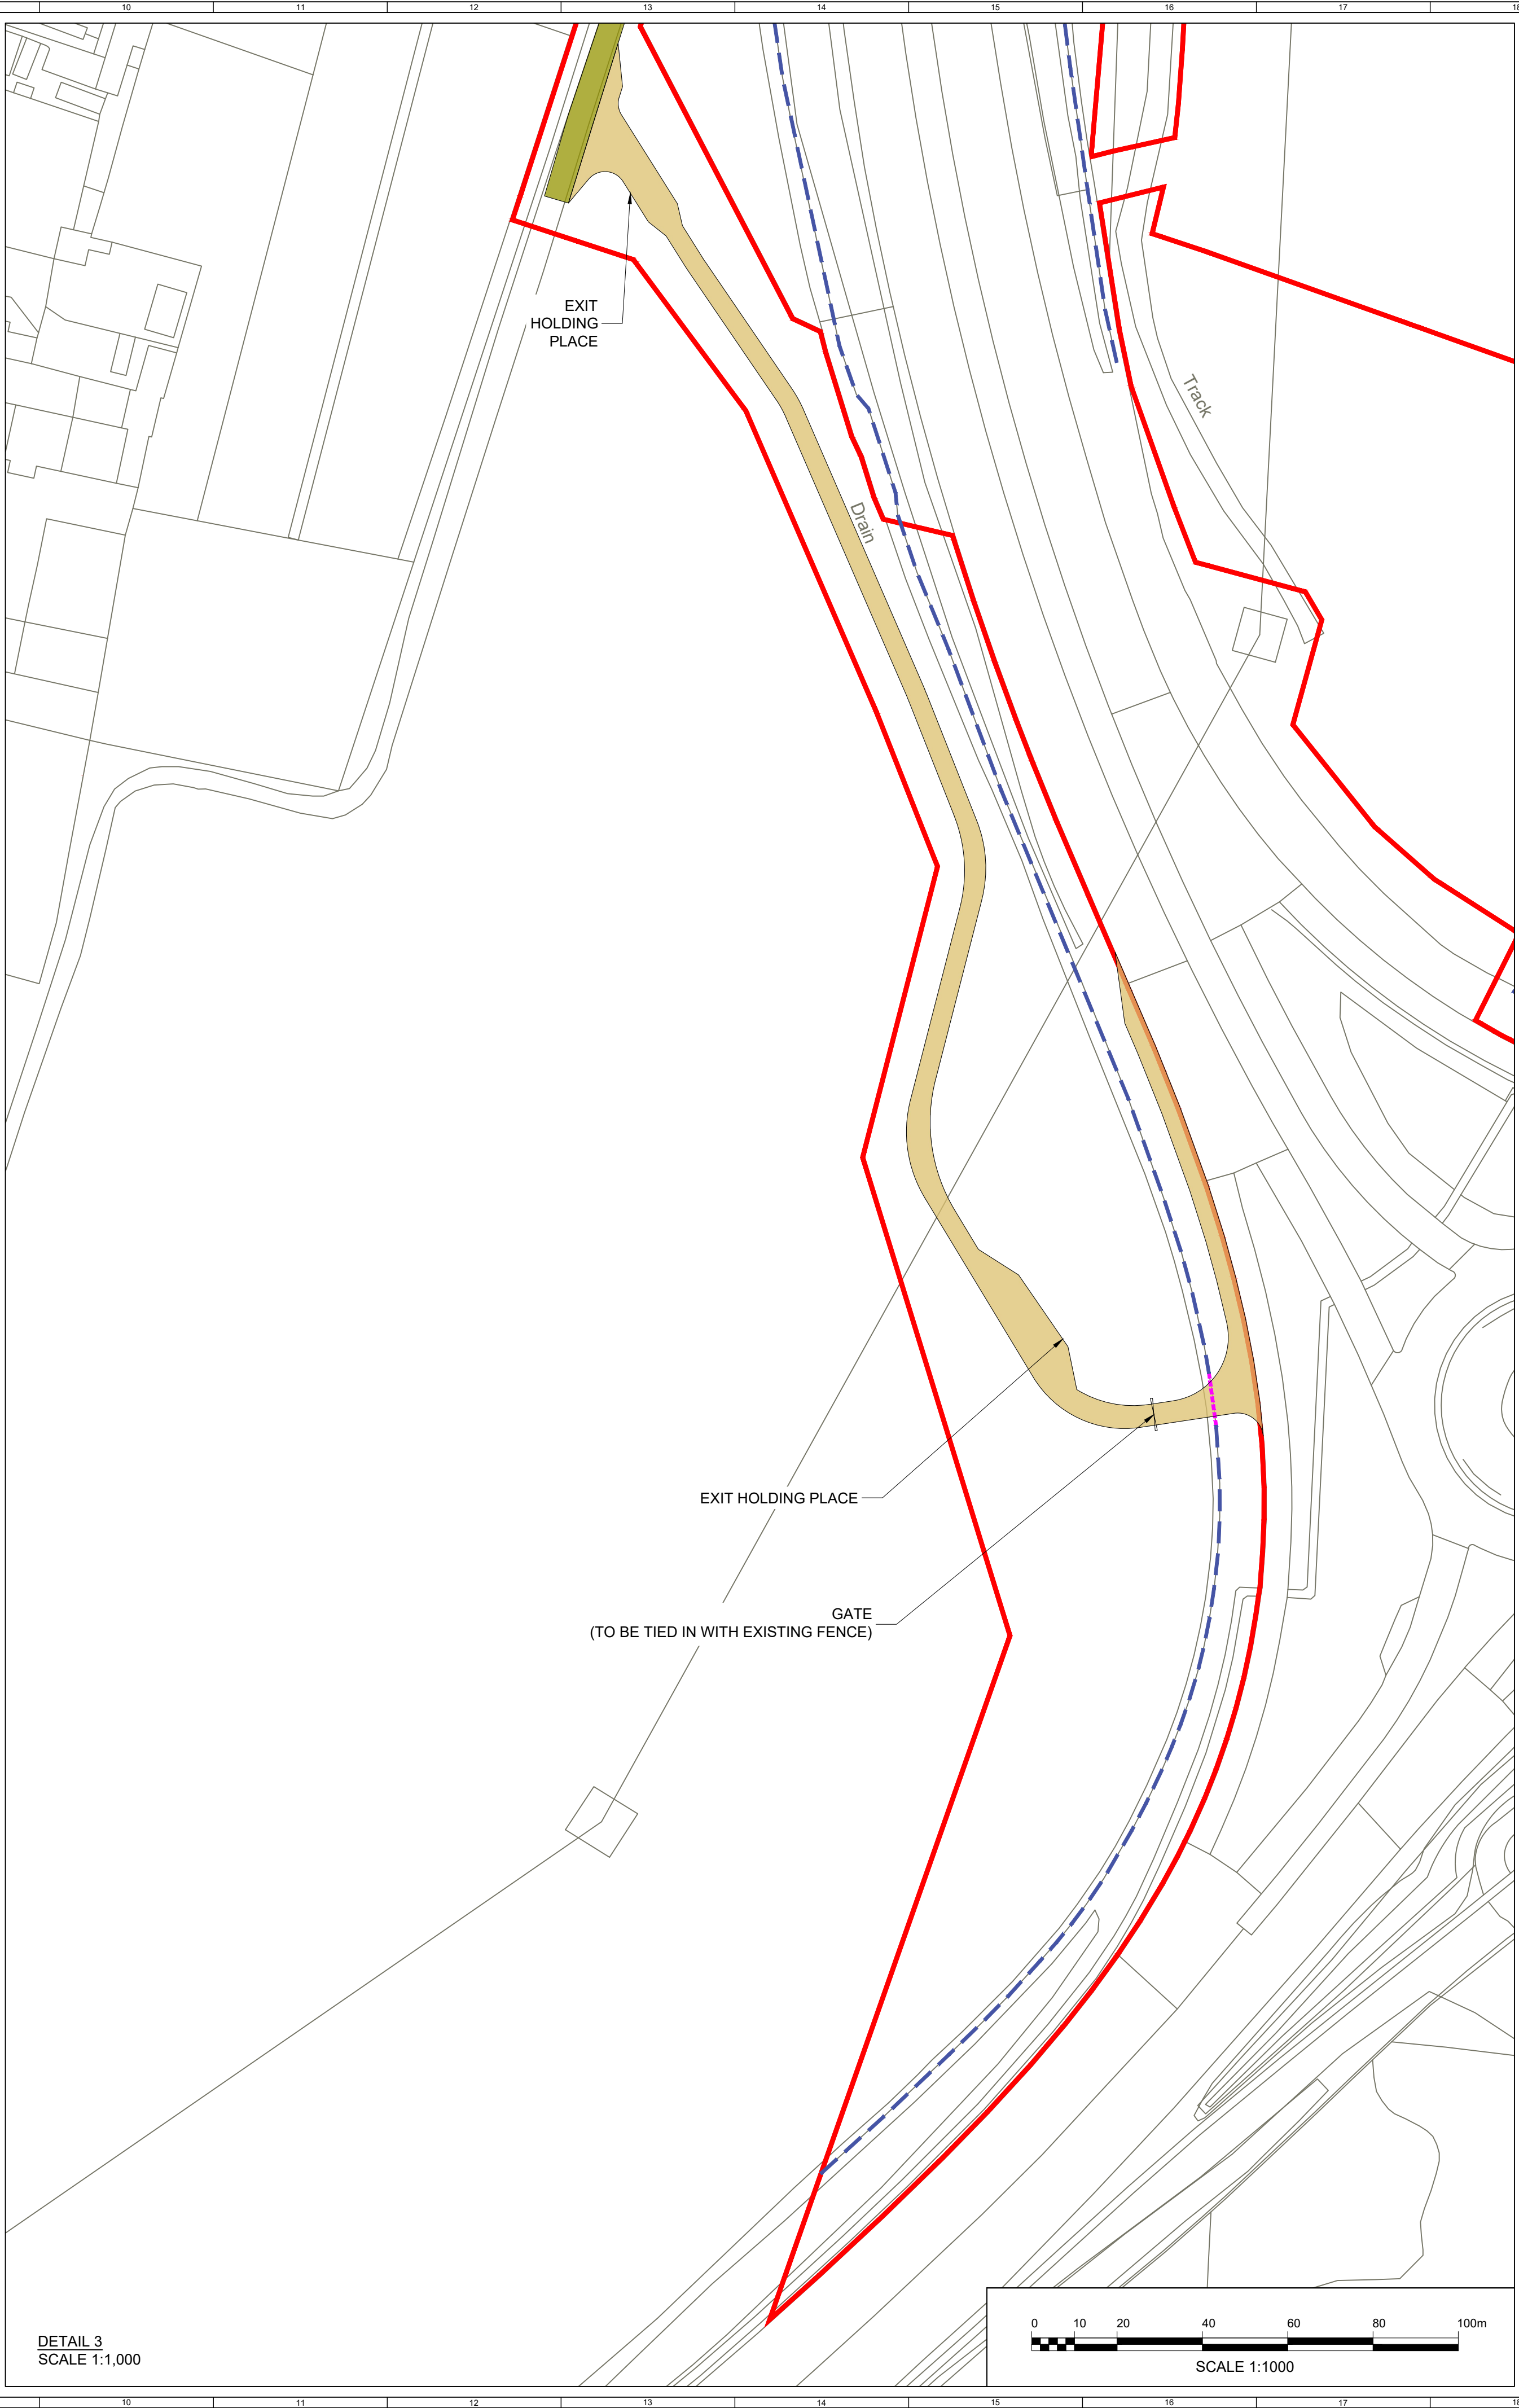 10 11 12 13 14 15 16 17 18
EXIT
HOLDING
PLACE
Track
Drain
EXIT HOLDING PLACE
GATE
(TO BE TIED IN WITH EXISTING FENCE)
0 10 20 40 60 80 100m
SCALE 1:1000
DETAIL 3
SCALE 1:1,000
10 11 12 13 14 15 16 17 18